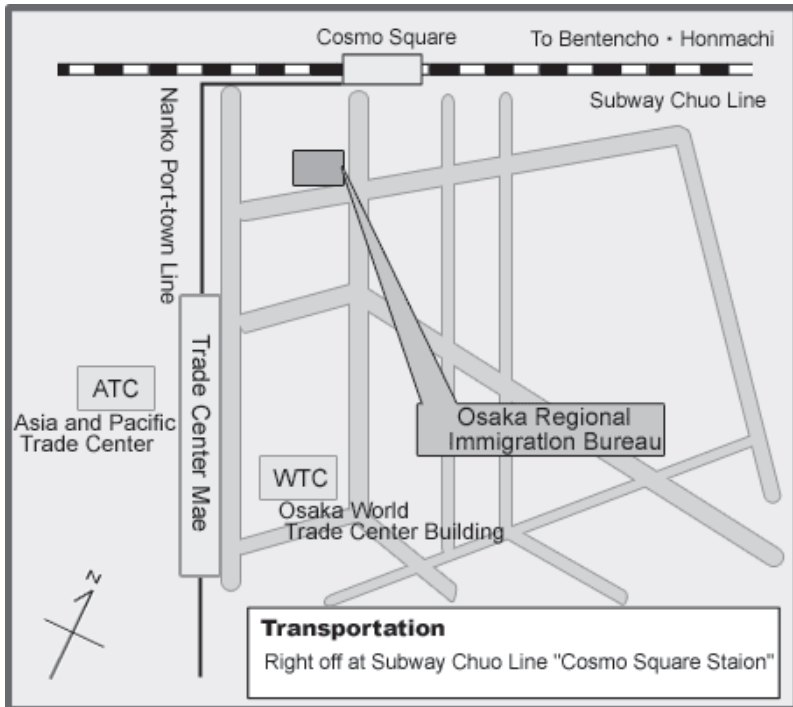 Cosmo Square
To Bentencho・Honmachi
Subway Chuo Line
Nanko Port-town Line
Trade Center Mae
ATC
Asia and Pacific
Trade Center
Osaka Regional
Immigration Bureau
WTC
Osaka World
Trade Center Building
N
Transportation
Right off at Subway Chuo Line "Cosmo Square Staion"